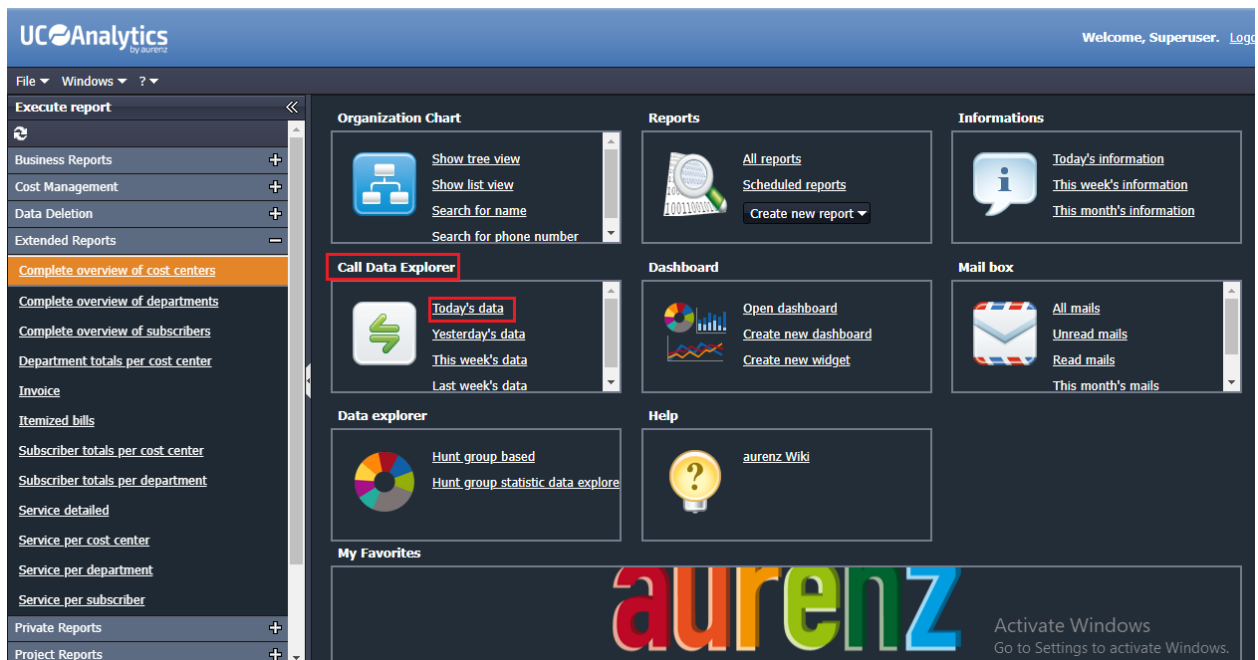 UC Analytics
by aurenz
Welcome, Superuser. Logo
File Windows ?
Execute report
Business Reports
Cost Management
Data Deletion
Extended Reports
Complete overview of cost centers
Complete overview of departments
Complete overview of subscribers
Department totals per cost center
Invoice
Itemized bills
Subscriber totals per cost center
Subscriber totals per department
Service detailed
Service per cost center
Service per department
Service per subscriber
Private Reports
Project Reports
Organization Chart
Show tree view
Show list view
Search for name
Search for phone number
Reports
All reports
Scheduled reports
Create new report
Informations
Today's information
This week's information
This month's information
Call Data Explorer
Today's data
Yesterday's data
This week's data
Last week's data
Dashboard
Open dashboard
Create new dashboard
Create new widget
Mail box
All mails
Unread mails
Read mails
This month's mails
Data explorer
Hunt group based
Hunt group statistic data explore
Help
aurenz Wiki
My Favorites
aurenz
Activate Windows
Go to Settings to activate Windows.